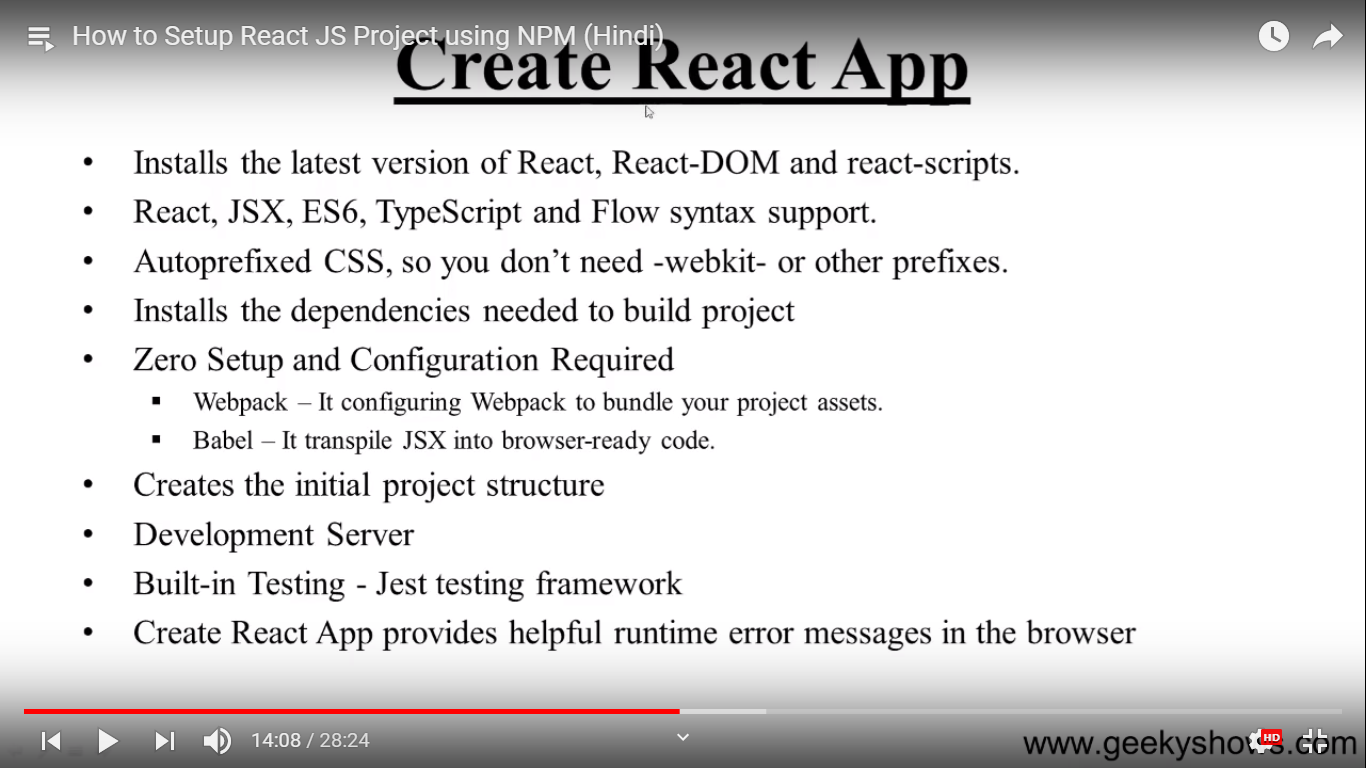 How to Setup React JS Project using NPM (Hindi)
Create React App
• Installs the latest version of React, React-DOM and react-scripts.
• React, JSX, ES6, TypeScript and Flow syntax support.
• Autoprefixed CSS, so you don’t need -webkit- or other prefixes.
• Installs the dependencies needed to build project
• Zero Setup and Configuration Required
▪ Webpack – It configuring Webpack to bundle your project assets.
▪ Babel – It transpile JSX into browser-ready code.
• Creates the initial project structure
• Development Server
• Built-in Testing - Jest testing framework
• Create React App provides helpful runtime error messages in the browser
14:08 / 28:24
HD
www.geekyshows.com